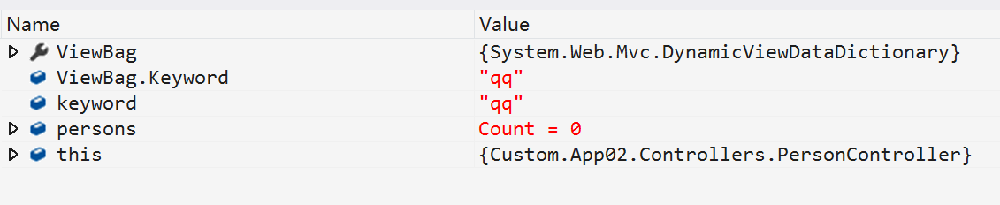 Name Value
ViewBag {System.Web.Mvc.DynamicViewDataDictionary}
ViewBag.Keyword "qq"
keyword "qq"
persons Count = 0
this {Custom.App02.Controllers.PersonController}